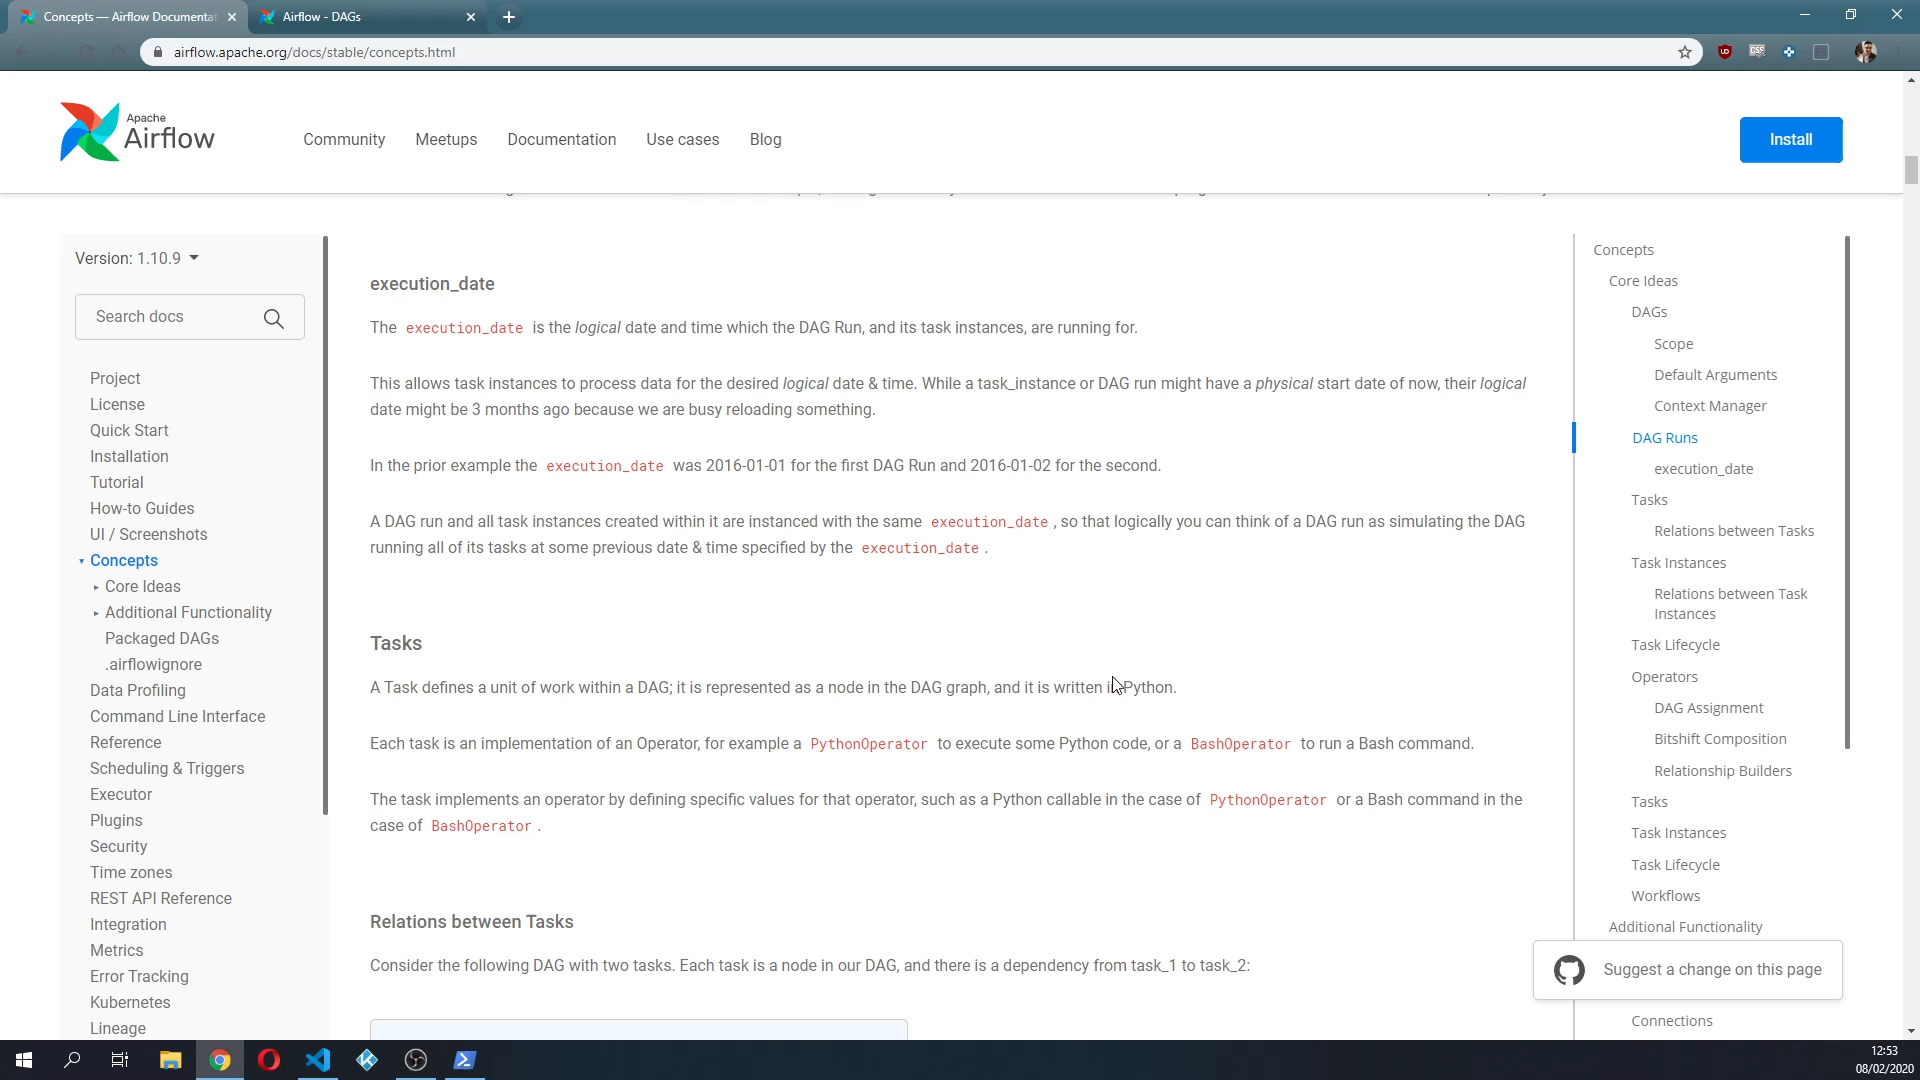 Concepts — Airflow Documentat
Airflow - DAGs
airflow.apache.org/docs/stable/concepts.html
Apache
Airflow
Community
Meetups
Documentation
Use cases
Blog
Install
Version: 1.10.9
Search docs
Project
License
Quick Start
Installation
Tutorial
How-to Guides
UI / Screenshots
Concepts
Core Ideas
Additional Functionality
Packaged DAGs
.airflowignore
Data Profiling
Command Line Interface
Reference
Scheduling & Triggers
Executor
Plugins
Security
Time zones
REST API Reference
Integration
Metrics
Error Tracking
Kubernetes
Lineage
execution_date
The execution_date is the logical date and time which the DAG Run, and its task instances, are running for.
This allows task instances to process data for the desired logical date & time. While a task_instance or DAG run might have a physical start date of now, their logical
date might be 3 months ago because we are busy reloading something.
In the prior example the execution_date was 2016-01-01 for the first DAG Run and 2016-01-02 for the second.
A DAG run and all task instances created within it are instanced with the same execution_date , so that logically you can think of a DAG run as simulating the DAG
running all of its tasks at some previous date & time specified by the execution_date .
Tasks
A Task defines a unit of work within a DAG; it is represented as a node in the DAG graph, and it is written in Python.
Each task is an implementation of an Operator, for example a PythonOperator to execute some Python code, or a BashOperator to run a Bash command.
The task implements an operator by defining specific values for that operator, such as a Python callable in the case of PythonOperator or a Bash command in the
case of BashOperator .
Relations between Tasks
Consider the following DAG with two tasks. Each task is a node in our DAG, and there is a dependency from task_1 to task_2:
Concepts
Core Ideas
DAGs
Scope
Default Arguments
Context Manager
DAG Runs
execution_date
Tasks
Relations between Tasks
Task Instances
Relations between Task
Instances
Task Lifecycle
Operators
DAG Assignment
Bitshift Composition
Relationship Builders
Tasks
Task Instances
Task Lifecycle
Workflows
Additional Functionality
Suggest a change on this page
Connections
12:53
08/02/2020